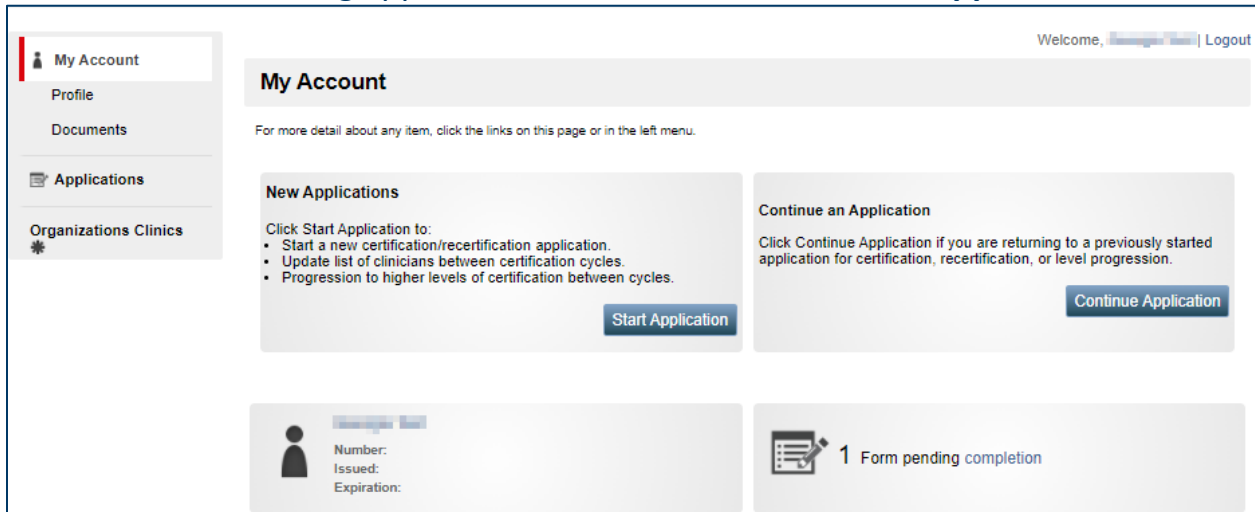 Welcome, | Logout
My Account
Profile
Documents
Applications
Organizations Clinics
My Account
For more detail about any item, click the links on this page or in the left menu.
New Applications
Click Start Application to:
• Start a new certification/recertification application.
• Update list of clinicians between certification cycles.
• Progression to higher levels of certification between cycles.
Start Application
Continue an Application
Click Continue Application if you are returning to a previously started
application for certification, recertification, or level progression.
Continue Application
Number:
Issued:
Expiration:
1 Form pending completion